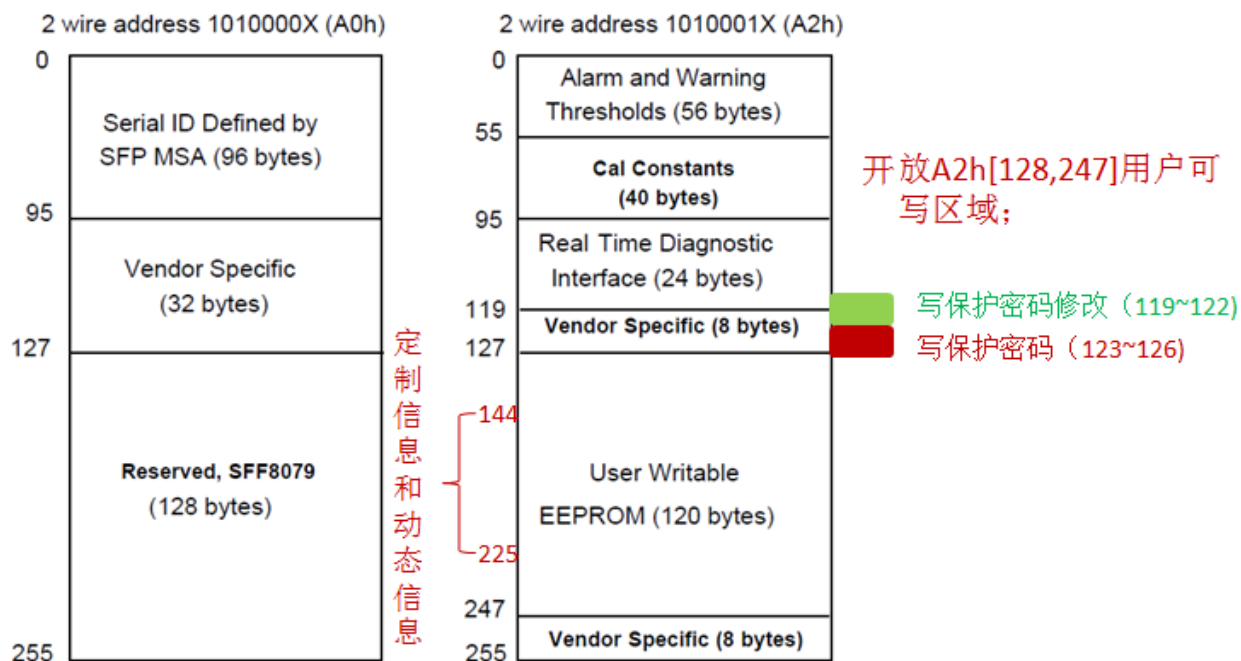 2 wire address 1010000X (A0h)
0
Serial ID Defined by
SFP MSA (96 bytes)
95
Vendor Specific
(32 bytes)
127
Reserved, SFF8079
(128 bytes)
255
定制信息和动态信息
2 wire address 1010001X (A2h)
0
Alarm and Warning
Thresholds (56 bytes)
55
Cal Constants
(40 bytes)
95
Real Time Diagnostic
Interface (24 bytes)
119
Vendor Specific (8 bytes)
127
144
User Writable
EEPROM (120 bytes)
225
247
Vendor Specific (8 bytes)
255
开放A2h[128,247]用户可
写区域;
写保护密码修改（119~122)
写保护密码（123~126)